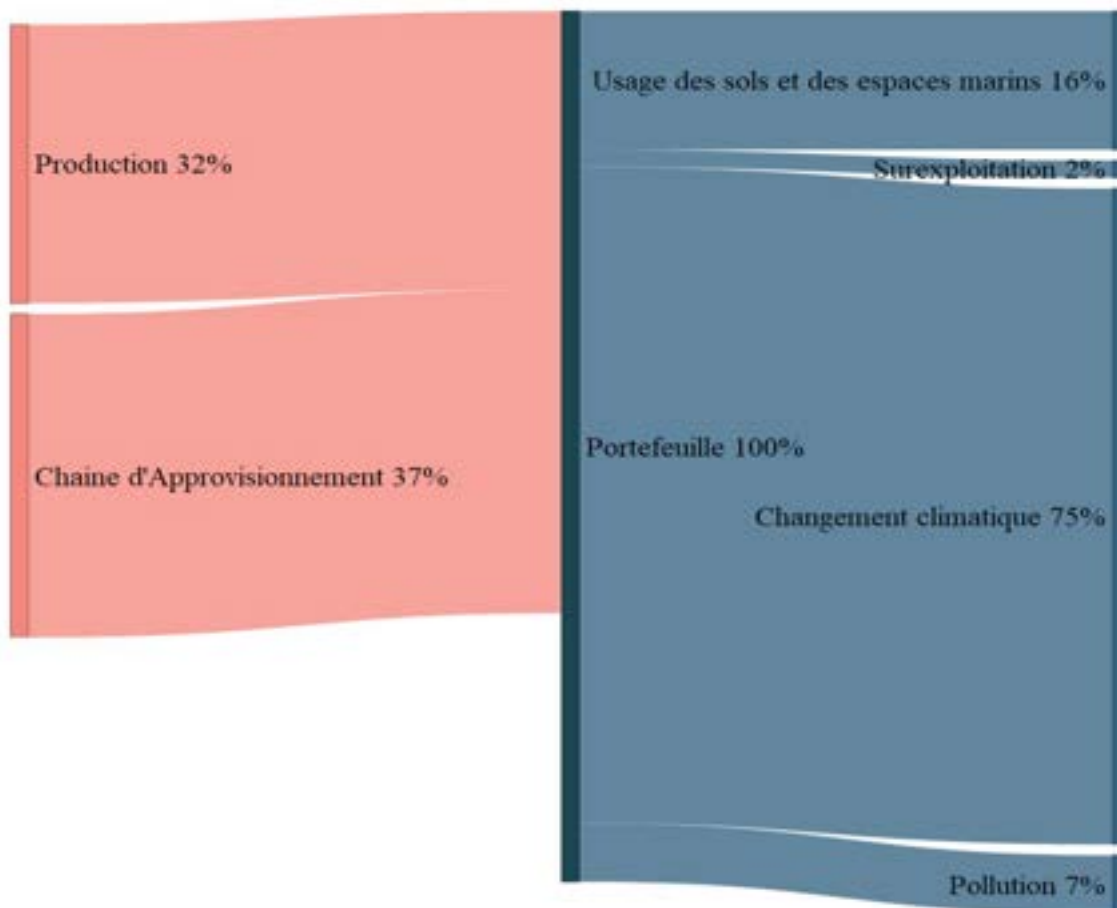 Production 32%
Chaine d'Approvisionnement 37%
Portefeuille 100%
Usage des sols et des espaces marins 16%
Surexploitation 2%
Changement climatique 75%
Pollution 7%